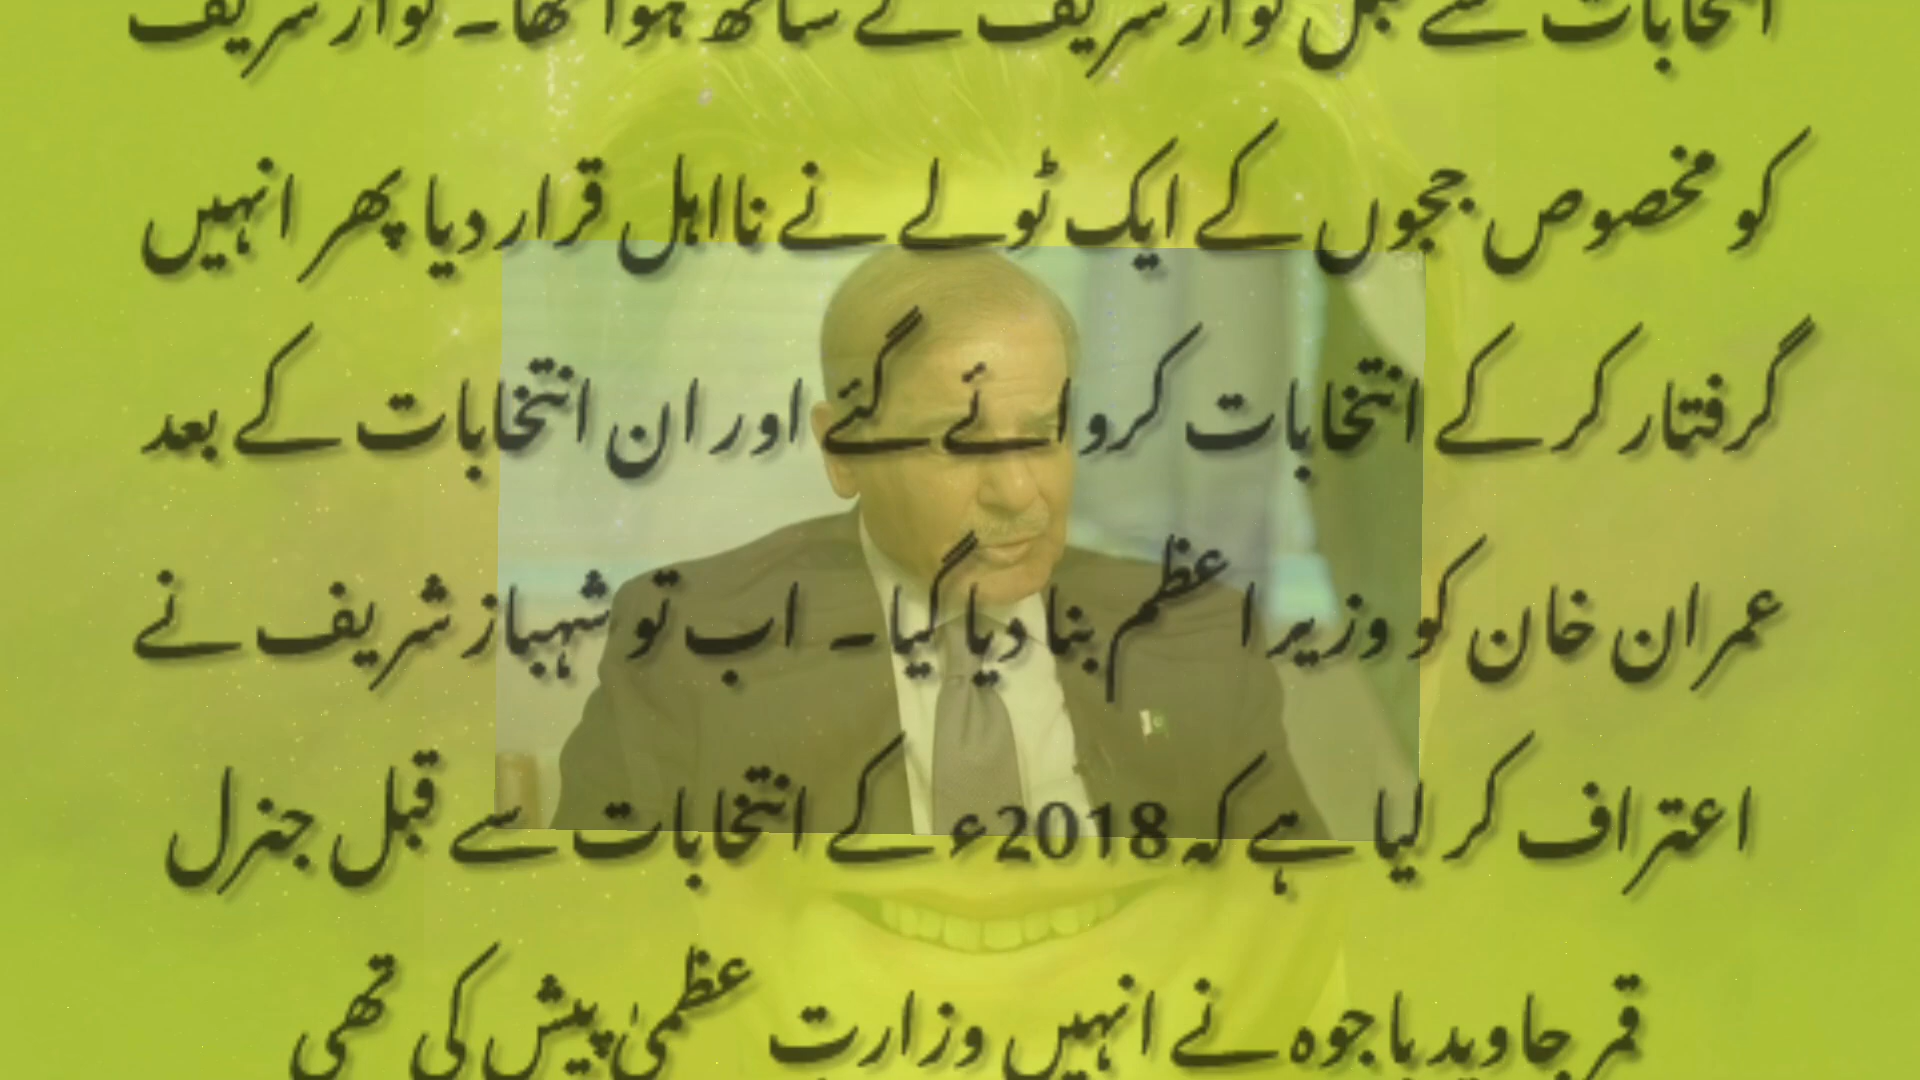 انتخابات سے قبل نواز شریف کے ساتھ ہوا تھا۔ نواز شریف
کو مخصوص ججوں کے ایک ٹولے نے نااہل قرار دیا پھر انہیں
گرفتار کر کے انتخابات کروائے گئے اور ان انتخابات کے بعد
عمران خان کو وزیر اعظم بنا دیا گیا۔ اب تو شہباز شریف نے
اعتراف کر لیا ہے کہ 2018ء کے انتخابات سے قبل جنرل
قمر جاوید باجوہ نے انہیں وزارتِ عظمیٰ پیش کی تھی